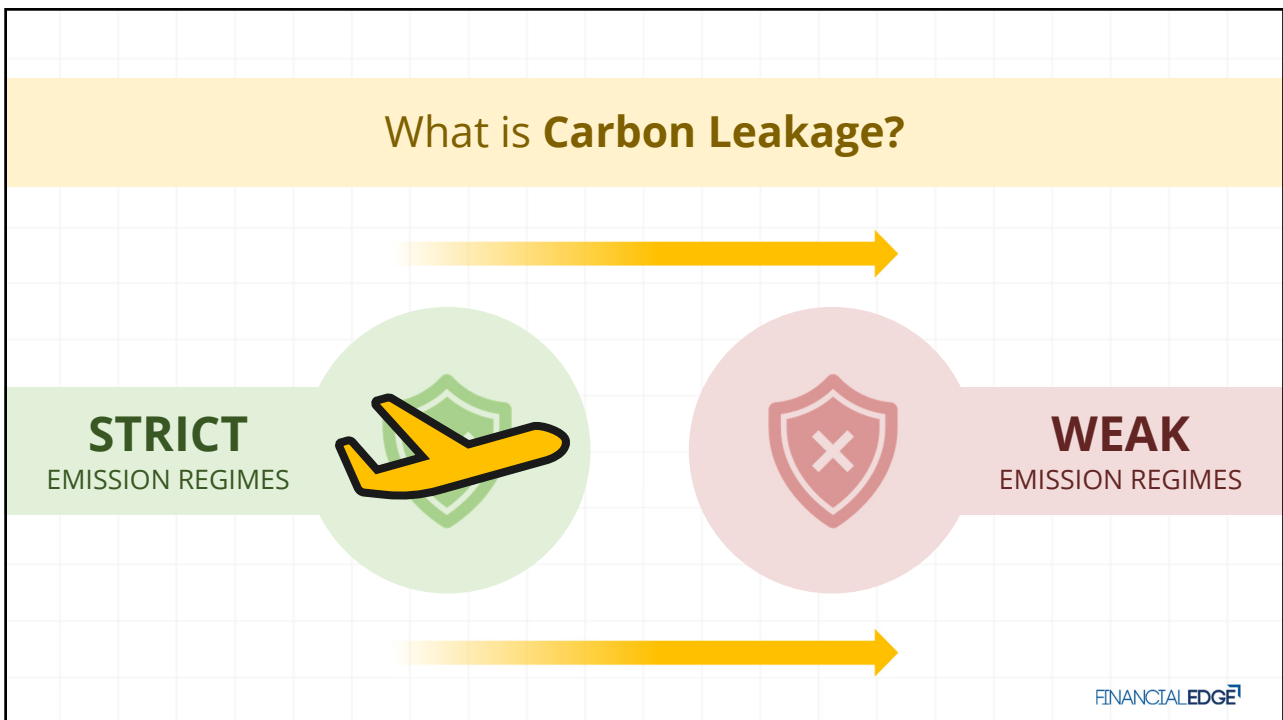 What is Carbon Leakage?
STRICT
EMISSION REGIMES
WEAK
EMISSION REGIMES
FINANCIALEDGE